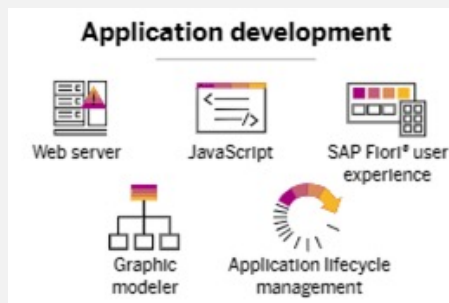 Application development
Web server
JavaScript
SAP Fiori® user
experience
Graphic
modeler
Application lifecycle
management